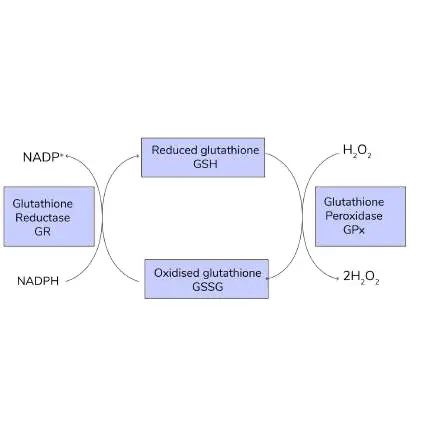 Reduced glutathione
GSH
NADP⁺
H₂O₂
Glutathione
Reductase
GR
Glutathione
Peroxidase
GPx
NADPH
Oxidised glutathione
GSSG
2H₂O₂